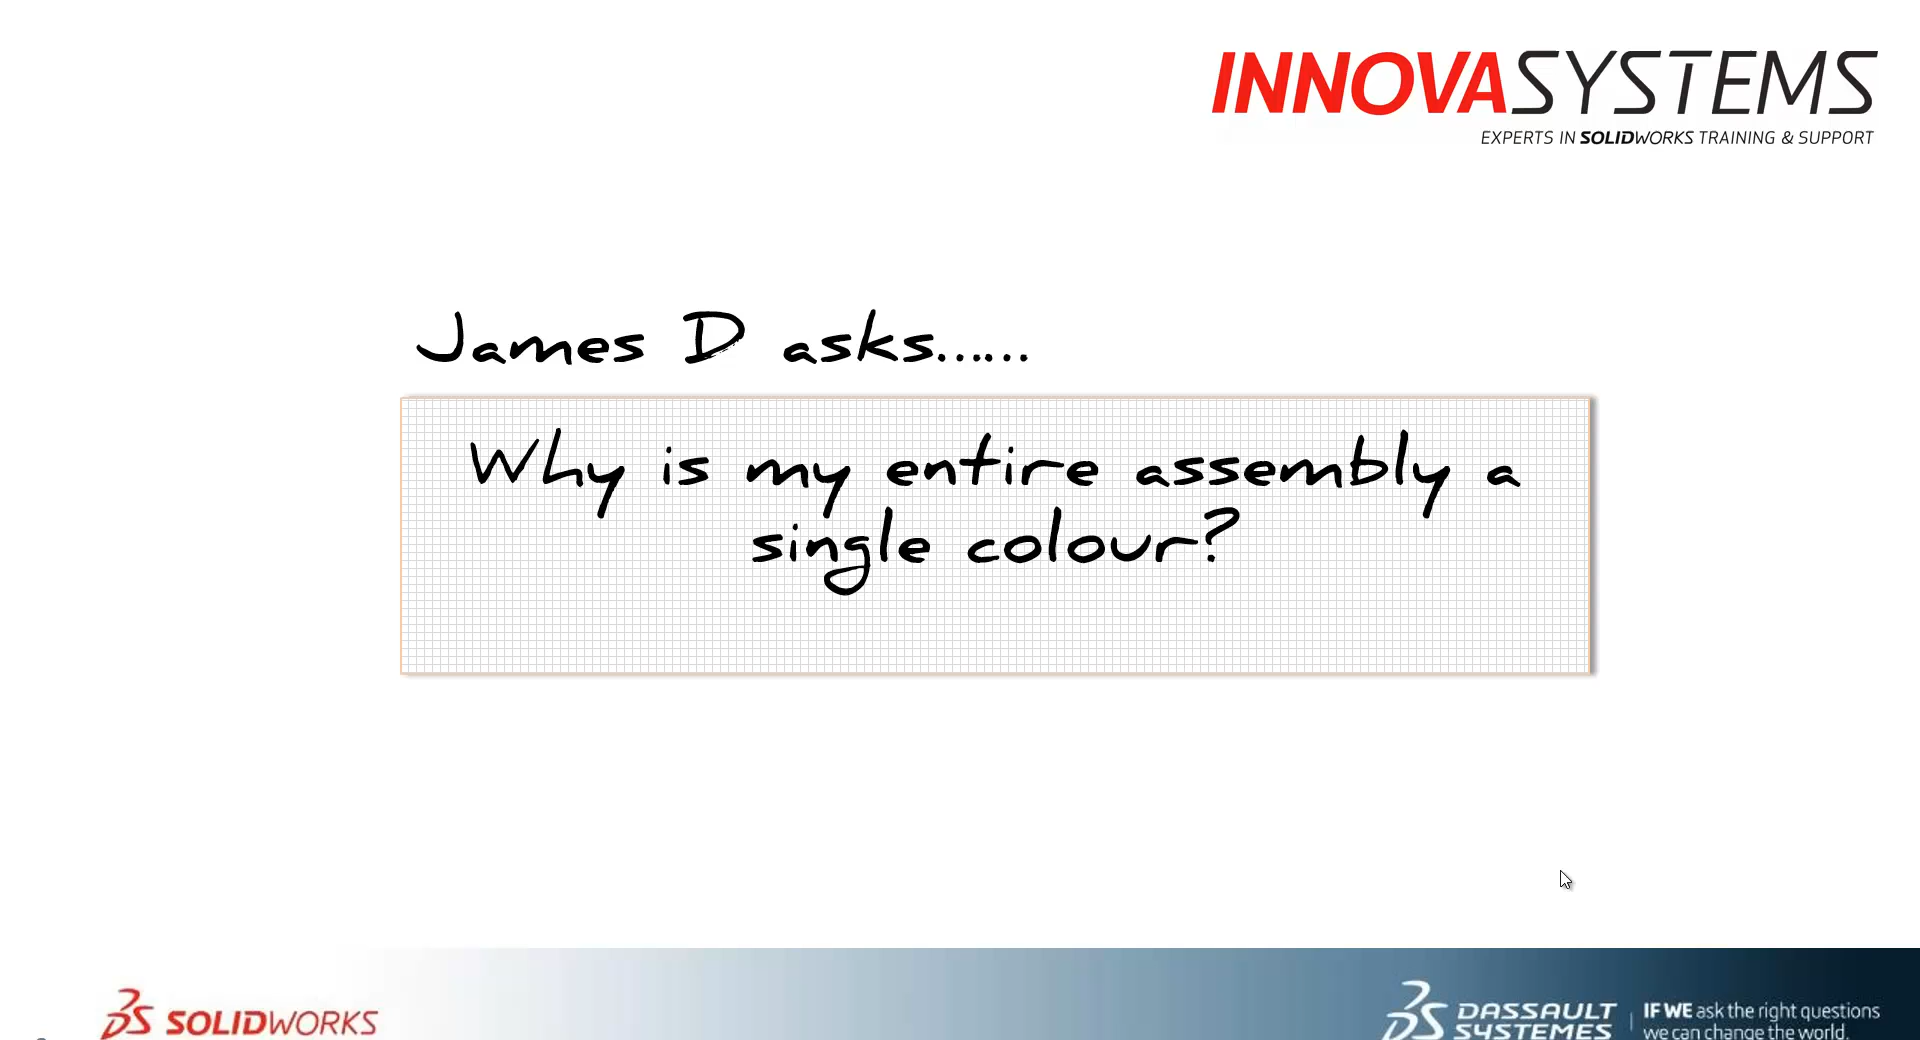 INNOVASYSTEMS
EXPERTS IN SOLIDWORKS TRAINING & SUPPORT
James D asks......
Why is my entire assembly a
single colour?
SOLIDWORKS
DASSAULT
SYSTEMES
IF WE ask the right questions
we can change the world.